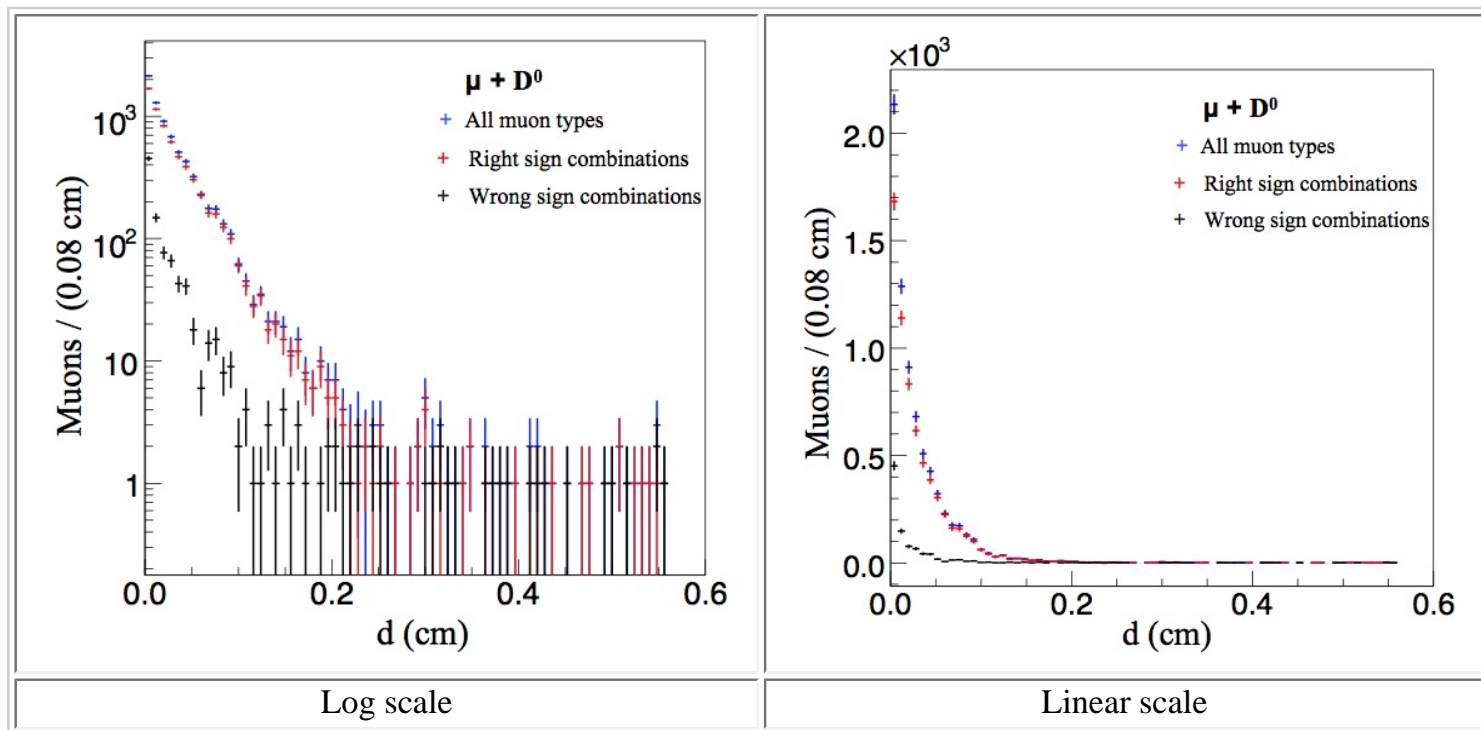 μ + D⁰
All muon types
Right sign combinations
Wrong sign combinations
Muons / (0.08 cm)
10³
10²
10
1
0.0 0.2 0.4 0.6
d (cm)
Log scale
×10³
μ + D⁰
All muon types
Right sign combinations
Wrong sign combinations
Muons / (0.08 cm)
2.0
1.5
1.0
0.5
0.0
0.0 0.2 0.4 0.6
d (cm)
Linear scale